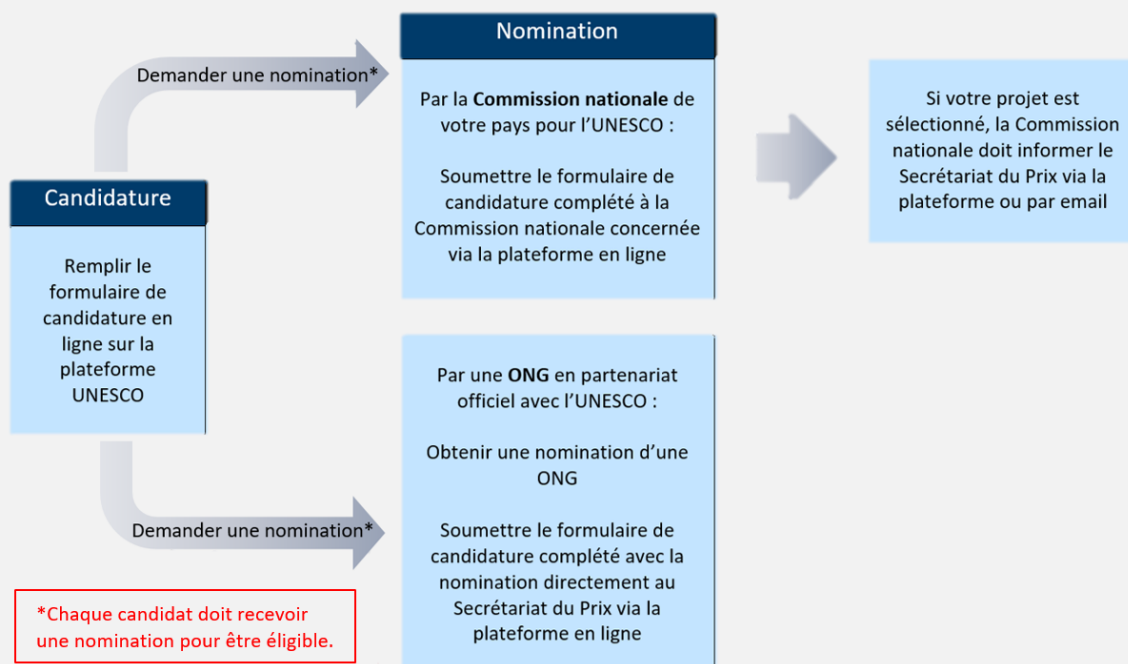 Candidature
Remplir le
formulaire de
candidature en
ligne sur la
plateforme
UNESCO
Demander une nomination*
Nomination
Par la Commission nationale de
votre pays pour l’UNESCO :
Soumettre le formulaire de
candidature complété à la
Commission nationale concernée
via la plateforme en ligne
Si votre projet est
sélectionné, la Commission
nationale doit informer le
Secrétariat du Prix via la
plateforme ou par email
Demander une nomination*
Par une ONG en partenariat
officiel avec l’UNESCO :
Obtenir une nomination d’une
ONG
Soumettre le formulaire de
candidature complété avec la
nomination directement au
Secrétariat du Prix via la
plateforme en ligne
*Chaque candidat doit recevoir
une nomination pour être éligible.